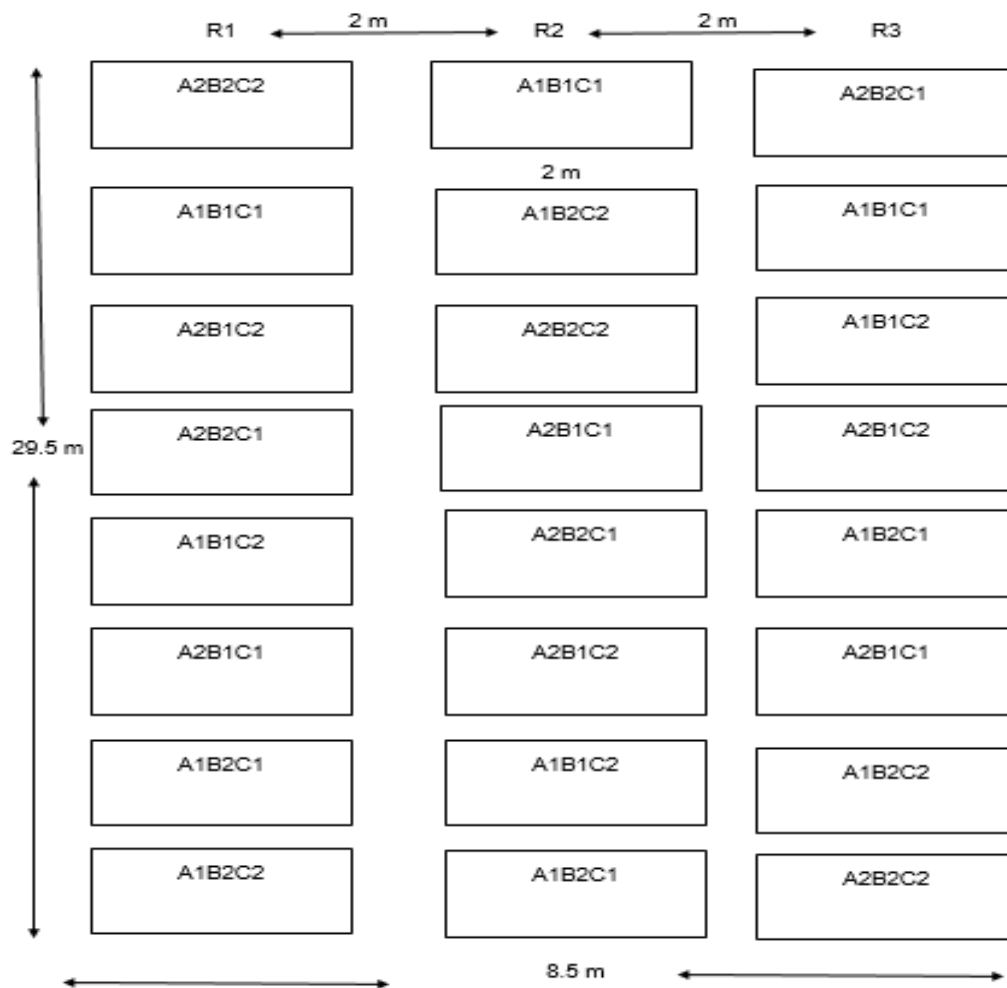 R1 2 m R2 2 m R3
A2B2C2 A1B1C1 A2B2C1
2 m
A1B1C1 A1B2C2 A1B1C1
A2B1C2 A2B2C2 A1B1C2
29.5 m A2B2C1 A2B1C1 A2B1C2
A1B1C2 A2B2C1 A1B2C1
A2B1C1 A2B1C2 A2B1C1
A1B2C1 A1B1C2 A1B2C2
A1B2C2 A1B2C1 A2B2C2
8.5 m